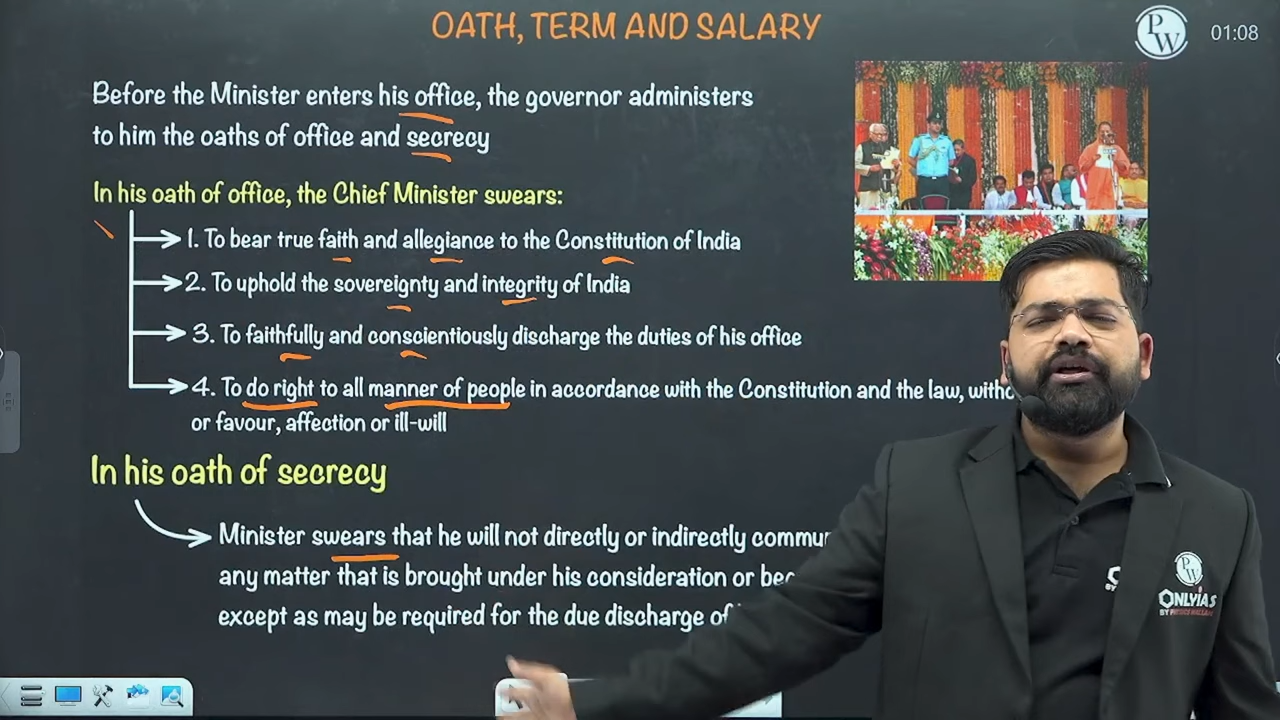 OATH, TERM AND SALARY
PW
01:08
Before the Minister enters his office, the governor administers
to him the oaths of office and secrecy
In his oath of office, the Chief Minister swears:
1. To bear true faith and allegiance to the Constitution of India
2. To uphold the sovereignty and integrity of India
3. To faithfully and conscientiously discharge the duties of his office
4. To do right to all manner of people in accordance with the Constitution and the law,
or favour, affection or ill-will
In his oath of secrecy
Minister swears that he will not directly or indirectly
any matter that is brought under his consideration or
except as may be required for the due discharge of
PW
ONLYIAS
BY PHYSICS WALLAH